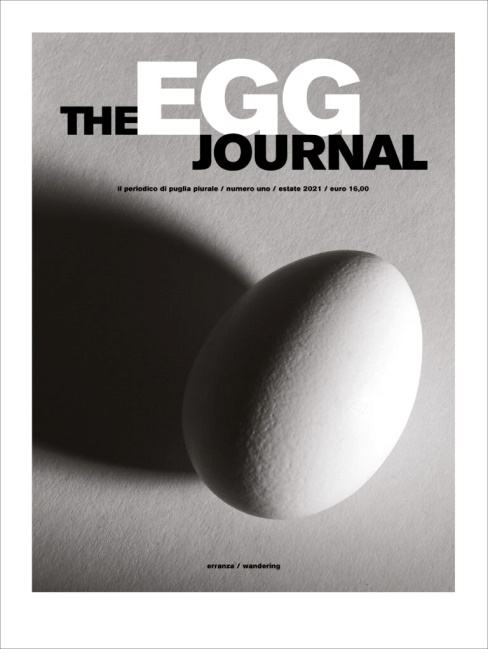 THE EGG
JOURNAL
il periodico di puglia plurale / numero uno / estate 2021 / euro 16,00
erranza / wandering